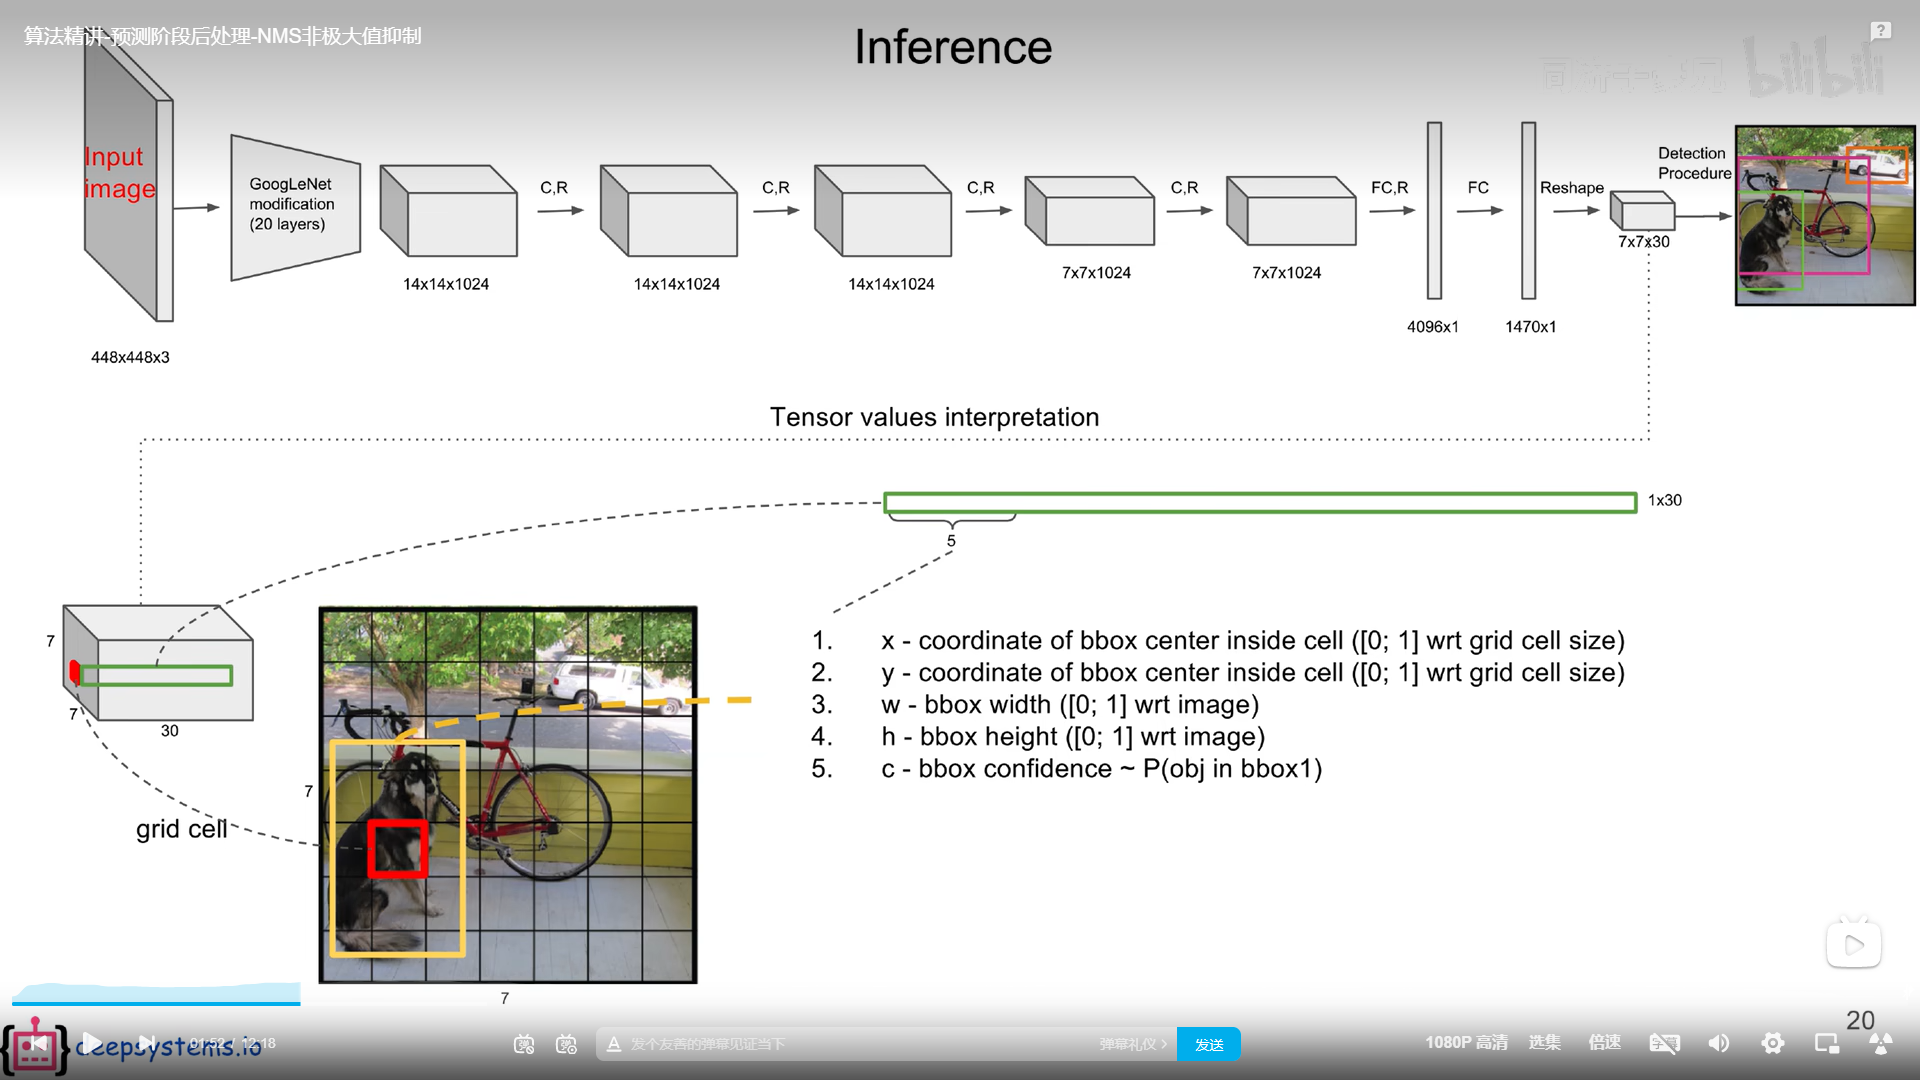 算法精讲-预测阶段后处理-NMS非极大值抑制
Inference
bilibili
Input
image
GoogLeNet
modification
(20 layers)
C,R
C,R
C,R
C,R
FC,R
FC
Reshape
Detection
Procedure
448x448x3
14x14x1024
14x14x1024
14x14x1024
7x7x1024
7x7x1024
4096x1
1470x1
7x7x30
Tensor values interpretation
1x30
5
7
7
30
grid cell
7
7
1. x - coordinate of bbox center inside cell ([0; 1] wrt grid cell size)
2. y - coordinate of bbox center inside cell ([0; 1] wrt grid cell size)
3. w - bbox width ([0; 1] wrt image)
4. h - bbox height ([0; 1] wrt image)
5. c - bbox confidence ~ P(obj in bbox1)
20
deepsystems.io
01:52 / 12:18
发个友善的弹幕见证当下
弹幕礼仪
发送
1080P 高清
选集
倍速